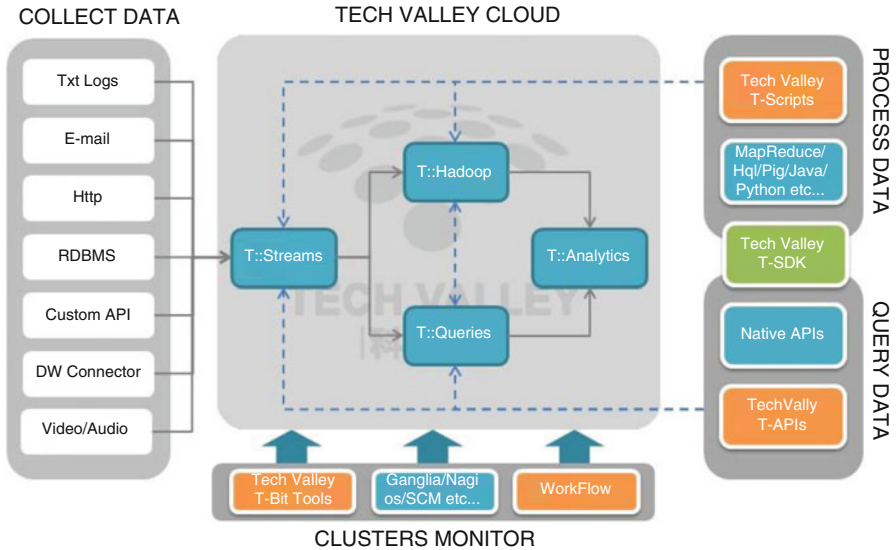 COLLECT DATA
TECH VALLEY CLOUD
Txt Logs
E-mail
Http
RDBMS
Custom API
DW Connector
Video/Audio
T::Streams
T::Hadoop
T::Queries
T::Analytics
TECH VALLEY
PROCESS DATA
Tech Valley
T-Scripts
MapReduce/
Hql/Pig/Java/
Python etc...
Tech Valley
T-SDK
QUERY DATA
Native APIs
TechVally
T-APIs
Tech Valley
T-Bit Tools
Ganglia/Nagi
os/SCM etc...
WorkFlow
CLUSTERS MONITOR